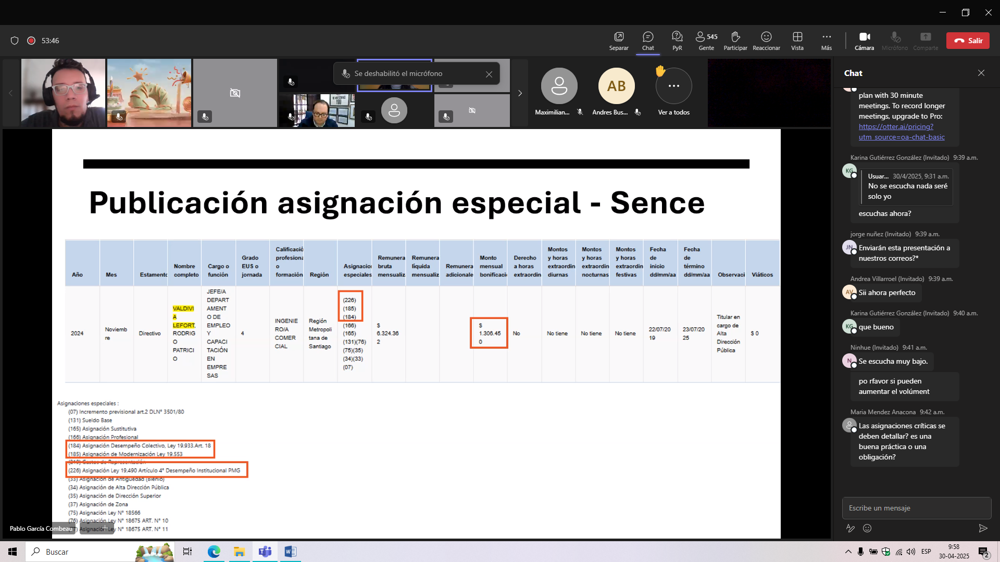 53:46
Separar
Chat
PyR
545
Gente
Participar
Reaccionar
Vista
Más
Cámara
Micrófono
Comparte
Salir
Se deshabilitó el micrófono
WATCHING
YOU
Maximilian...
AB
Andres Bus...
Ver a todos
Publicación asignación especial - Sence
Año
Mes
Estamento
Nombre
completo
Cargo o
función
Grado
EUS o
jornada
Calificació
profesiona
o
formación
Región
Asignacion
especiales
Remunera
bruta
mensualiz
Remunera
líquida
mensualiz
Remunera
adicionale
Monto
mensual
bonificaci
Derecho
a horas
extraordin
Montos
y horas
extraordin
diurnas
Montos
y horas
extraordin
nocturnas
Montos
y horas
extraordin
festivas
Fecha
de
inicio
dd/mm/aa
Fecha
de
término
dd/mm/aa
Observaci
Viáticos
2024
Noviemb
re
Directivo
VALDIVI
A
LEFORT,
RODRIG
O
PATRICI
O
JEFE/A
DEPART
AMENT
O DE
EMPLEO
Y
CAPACI
TACIÓN
EN
EMPRE
SAS
4
INGENIE
RO/A
COMER
CIAL
Región
Metropoli
tana de
Santiago
(226)
(185)
(184)
(166)
(165)
(131)(76)
(75)(35)
(34)(33)
(07)
$
6.324.36
2
$
1.306.45
0
No
No tiene
No tiene
No tiene
22/07/20
19
23/07/20
25
Titular en
cargo de
Alta
Dirección
Pública
$ 0
Asignaciones especiales :
(07) Incremento previsional art.2 DLN° 3501/80
(131) Sueldo Base
(165) Asignación Sustitutiva
(166) Asignación Profesional
(184) Asignación Desempeño Colectivo, Ley 19.933.Art. 18
(185) Asignación de Modernización Ley 19.553
(210) Gastos de Representación
(226) Asignación Ley 19,490 Artículo 4° Desempeño Institucional PMG
(33) Asignación de Antigüedad (Bienio)
(34) Asignación de Alta Dirección Pública
(35) Asignación de Dirección Superior
(37) Asignación de Zona
(75) Asignación Ley N° 18566
(76) Asignación Ley N° 18675 ART. N° 10
Asignación Ley N° 18675 ART. N° 11
Pablo García Combeau
Chat
plan with 30 minute
meetings. To record longer
meetings, upgrade to Pro:
https://otter.ai/pricing?
utm_source=oa-chat-basic
Karina Gutiérrez González (Invitado) 9:39 a.m.
KG
Usuar... 30/4/2025, 9:31 a.m.
No se escucha nada seré
solo yo
escuchas ahora?
jorge nuñez (Invitado) 9:39 a.m.
JN
Enviarán esta presentación a
nuestros correos?*
Andrea Villarroel (Invitado) 9:39 a.m.
AV
Sii ahora perfecto
Karina Gutiérrez González (Invitado) 9:40 a.m.
KG
que bueno
Ninhue (Invitado) 9:41 a.m.
N
Se escucha muy bajo.
po rfavor si pueden
aumentar el volúment
Maria Mendez Anacona 9:42 a.m.
Las asignaciones críticas se
deben detallar? es una
buena práctica o una
obligación?
Escribe un mensaje
Buscar
ESP
9:58
30-04-2025
2